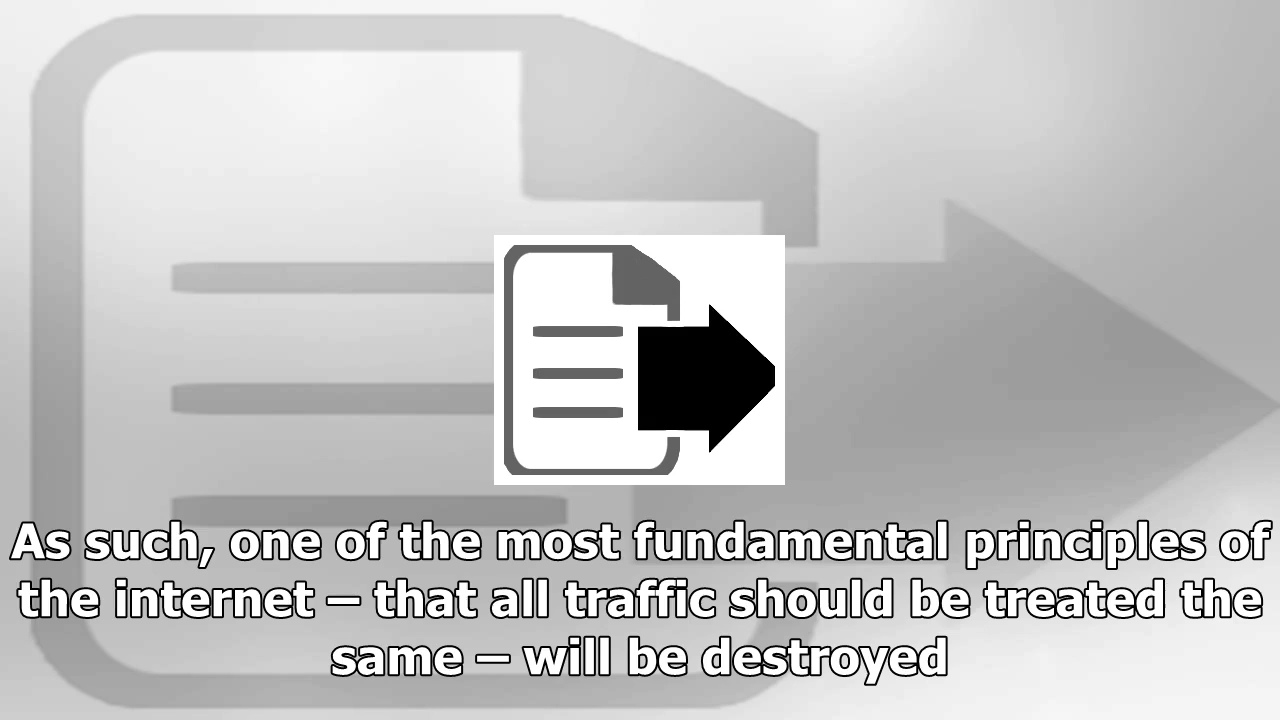 As such, one of the most fundamental principles of
the internet – that all traffic should be treated the
same – will be destroyed